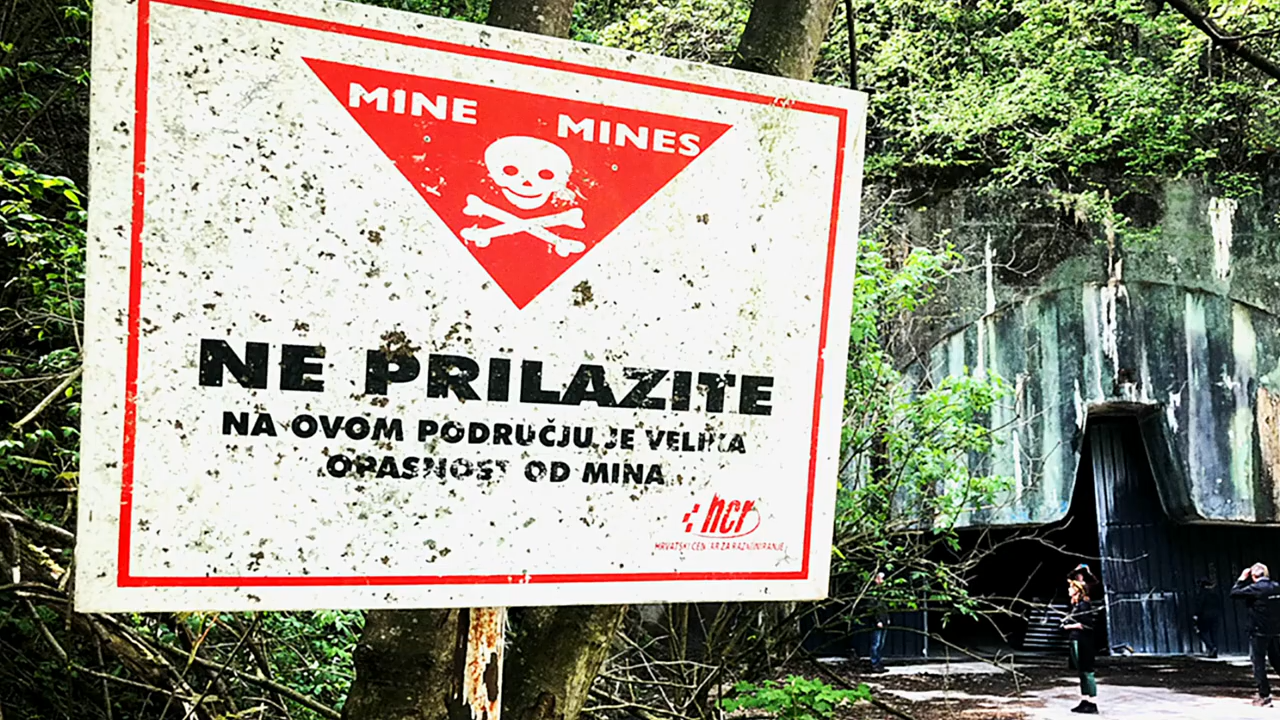 MINE MINES
NE PRILAZITE
NA OVOM PODRUČJU JE VELIKA
OPASNOST OD MINA
hcr
HRVATSKI CENTAR ZA RAZMINIRANJE